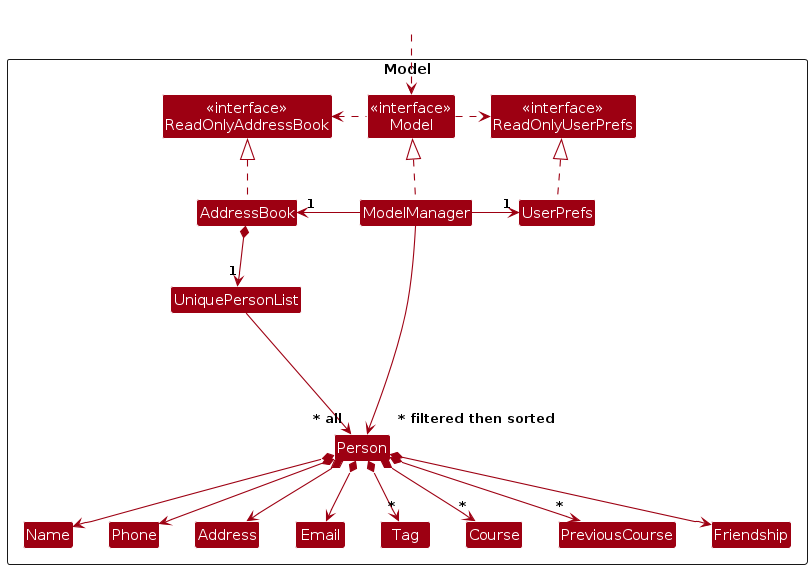 Model
«interface»
ReadOnlyAddressBook
«interface»
Model
«interface»
ReadOnlyUserPrefs
AddressBook
1
ModelManager
1
UserPrefs
1
UniquePersonList
* all
* filtered then sorted
Person
*
*
*
Name
Phone
Address
Email
Tag
Course
PreviousCourse
Friendship